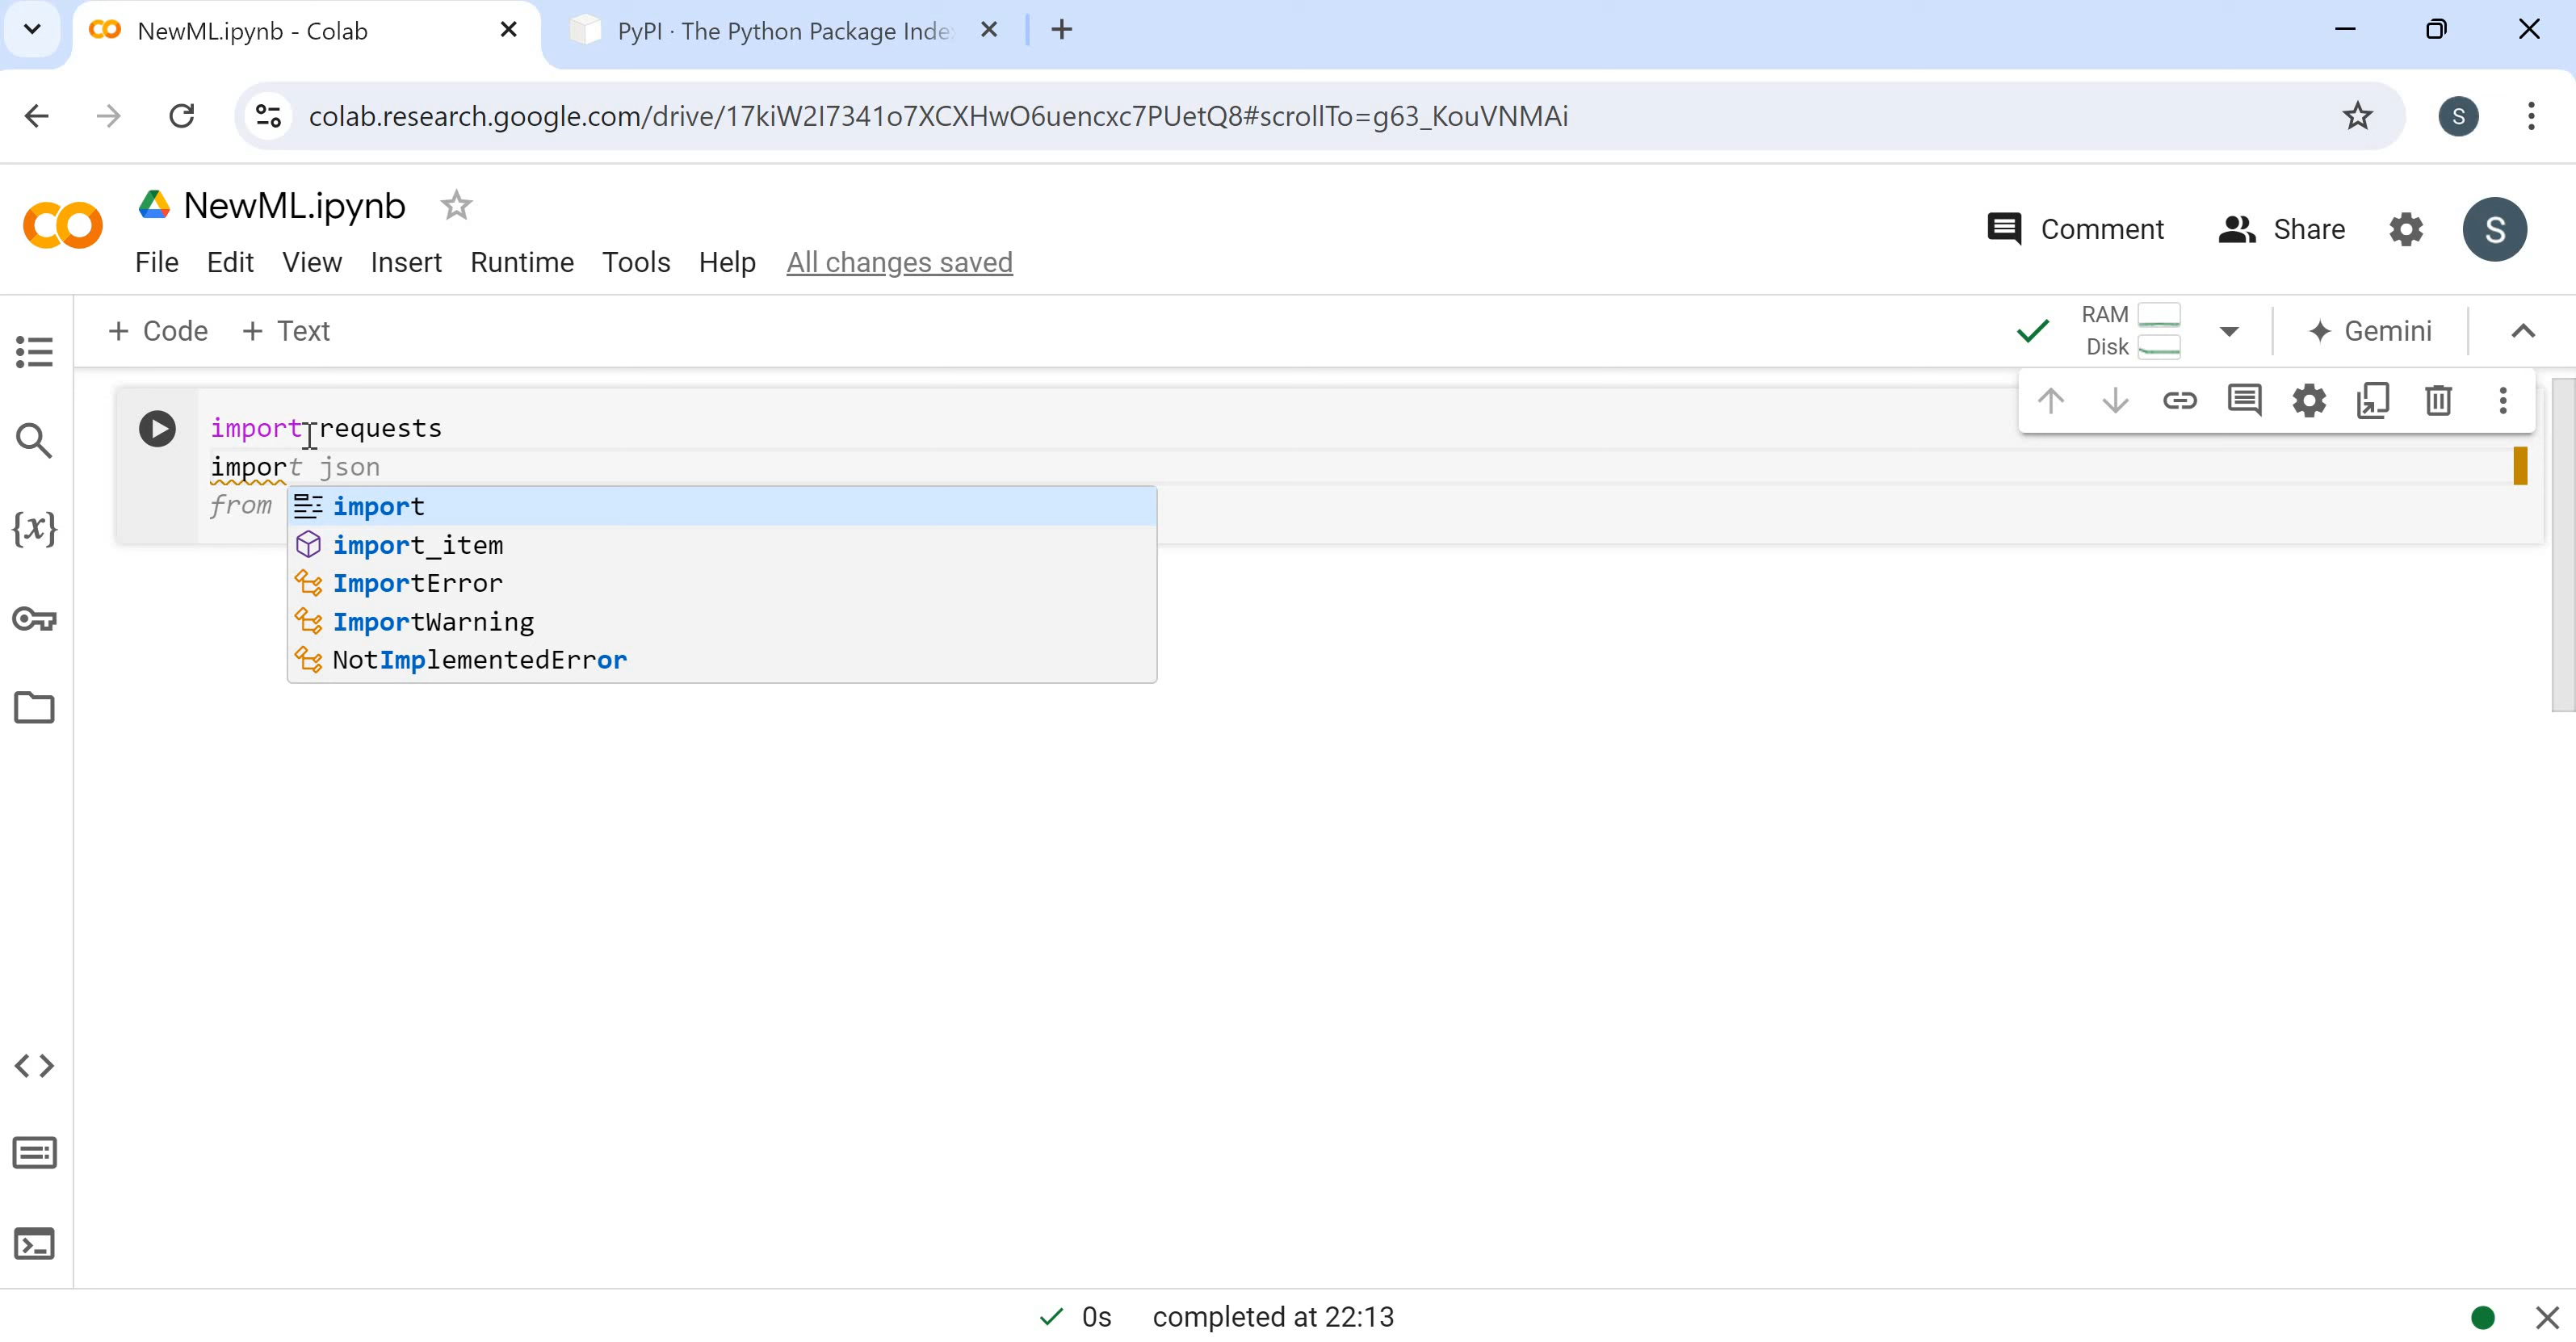 NewML.ipynb - Colab
PyPI · The Python Package Inde
colab.research.google.com/drive/17kiW2I7341o7XCXHwO6uencxc7PUetQ8#scrollTo=g63_KouVNMAi
S
NewML.ipynb
Comment
Share
S
File Edit View Insert Runtime Tools Help All changes saved
+ Code + Text
RAM
Disk
Gemini
import requests
import json
from
import
import_item
ImportError
ImportWarning
NotImplementedError
{x}
0s completed at 22:13